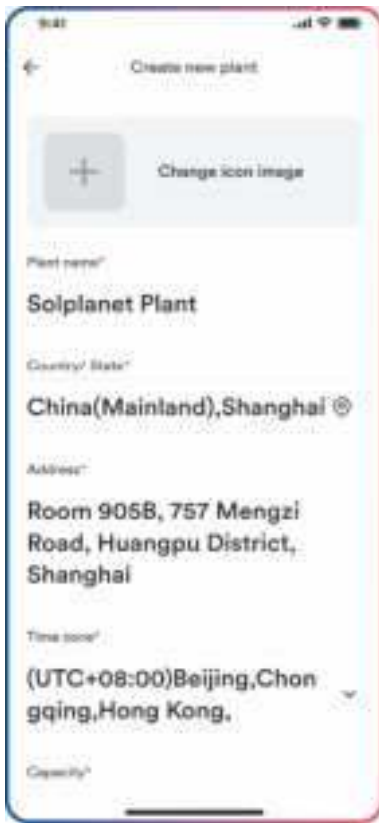 9:41
Create new plant
Change icon image
Plant name*
Solplanet Plant
Country/ State*
China(Mainland),Shanghai
Address*
Room 905B, 757 Mengzi
Road, Huangpu District,
Shanghai
Time zone*
(UTC+08:00)Beijing,Chon
gqing,Hong Kong,
Capacity*